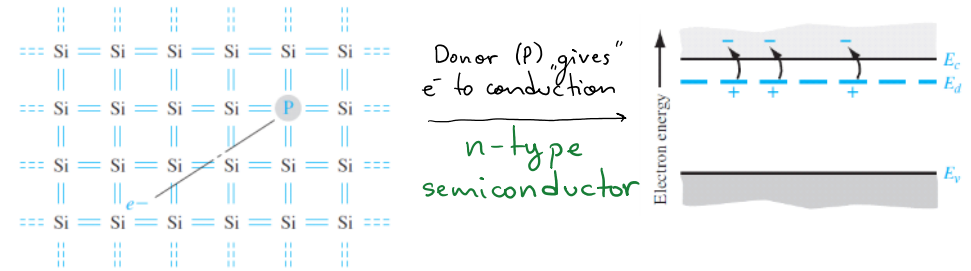 Si Si Si Si Si Si
Si Si Si Si P Si
Si Si Si Si Si Si
e−
Si Si Si Si Si Si
Donor (P) „gives"
e⁻ to conduction
n-type
semiconductor
Electron energy
− − −
E_c
E_d
+ + +
E_v